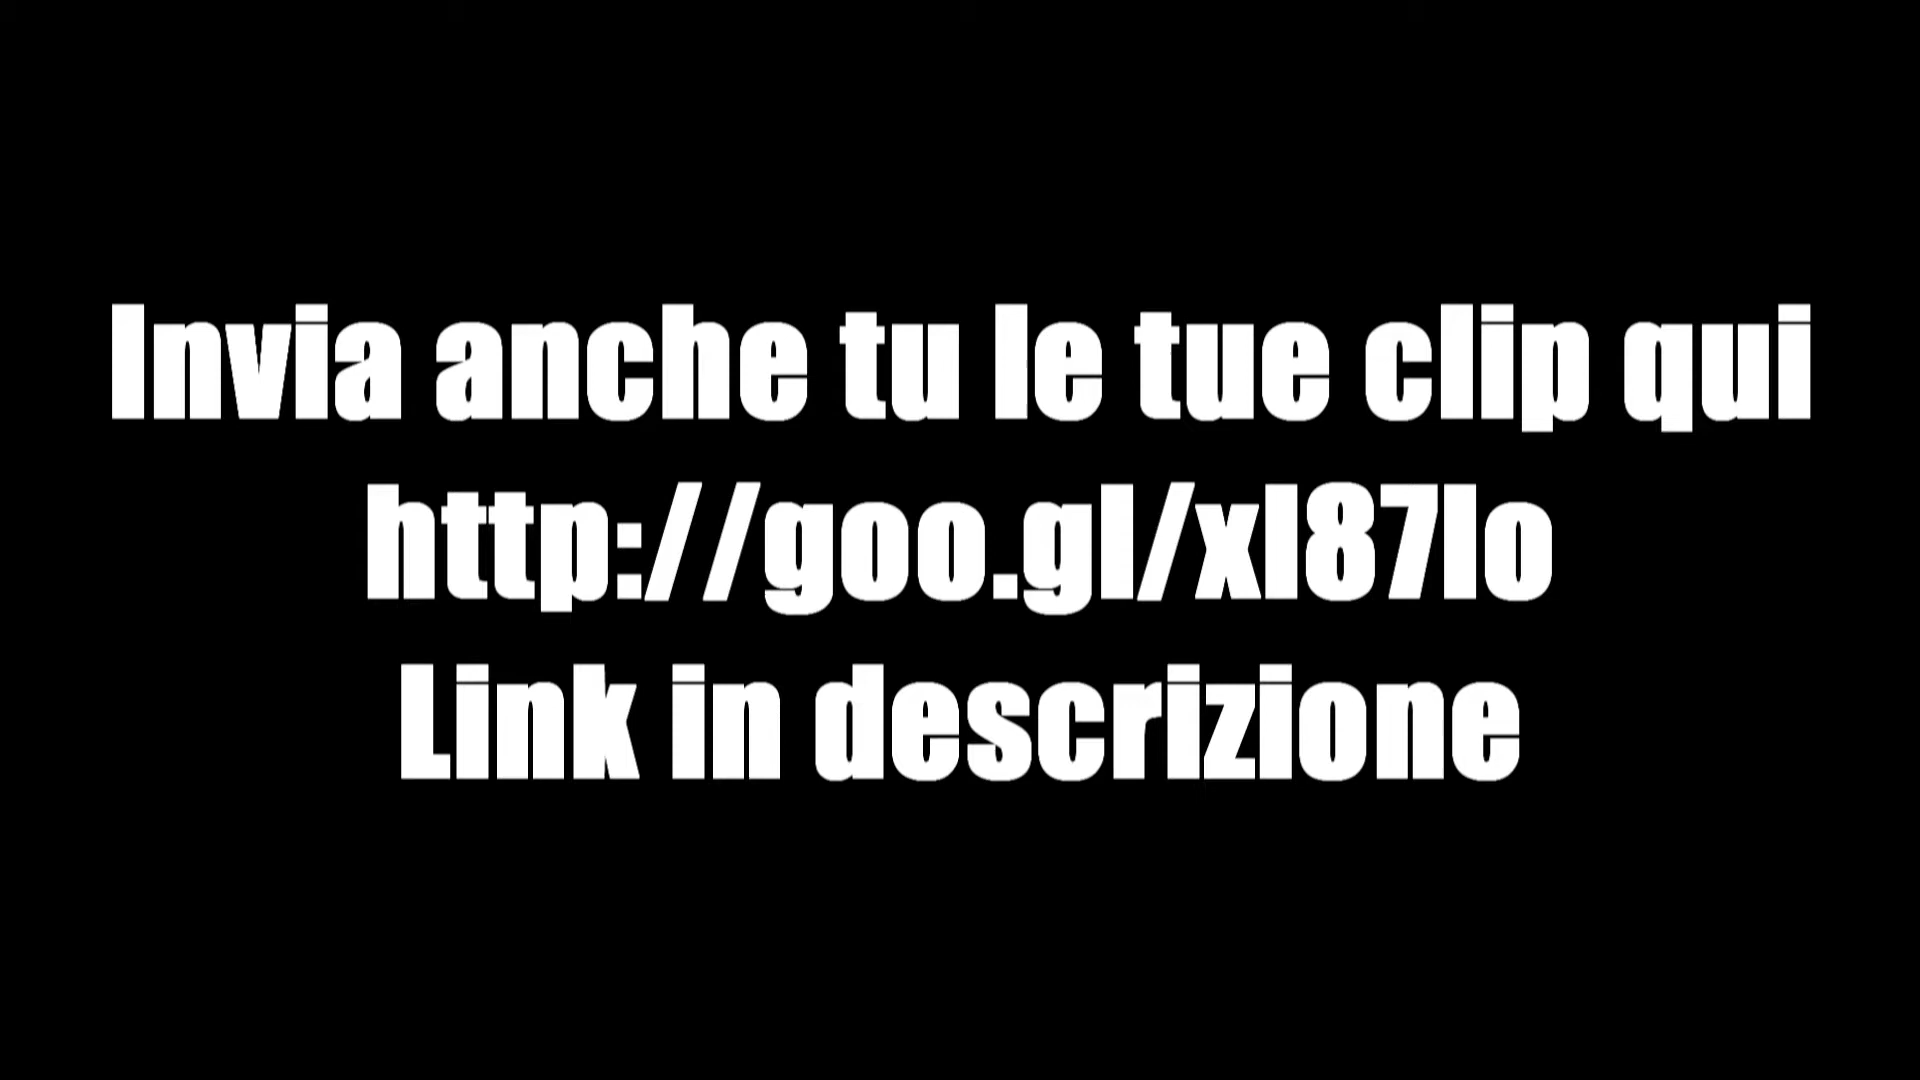 Invia anche tu le tue clip qui
http://goo.gl/xl87lo
Link in descrizione